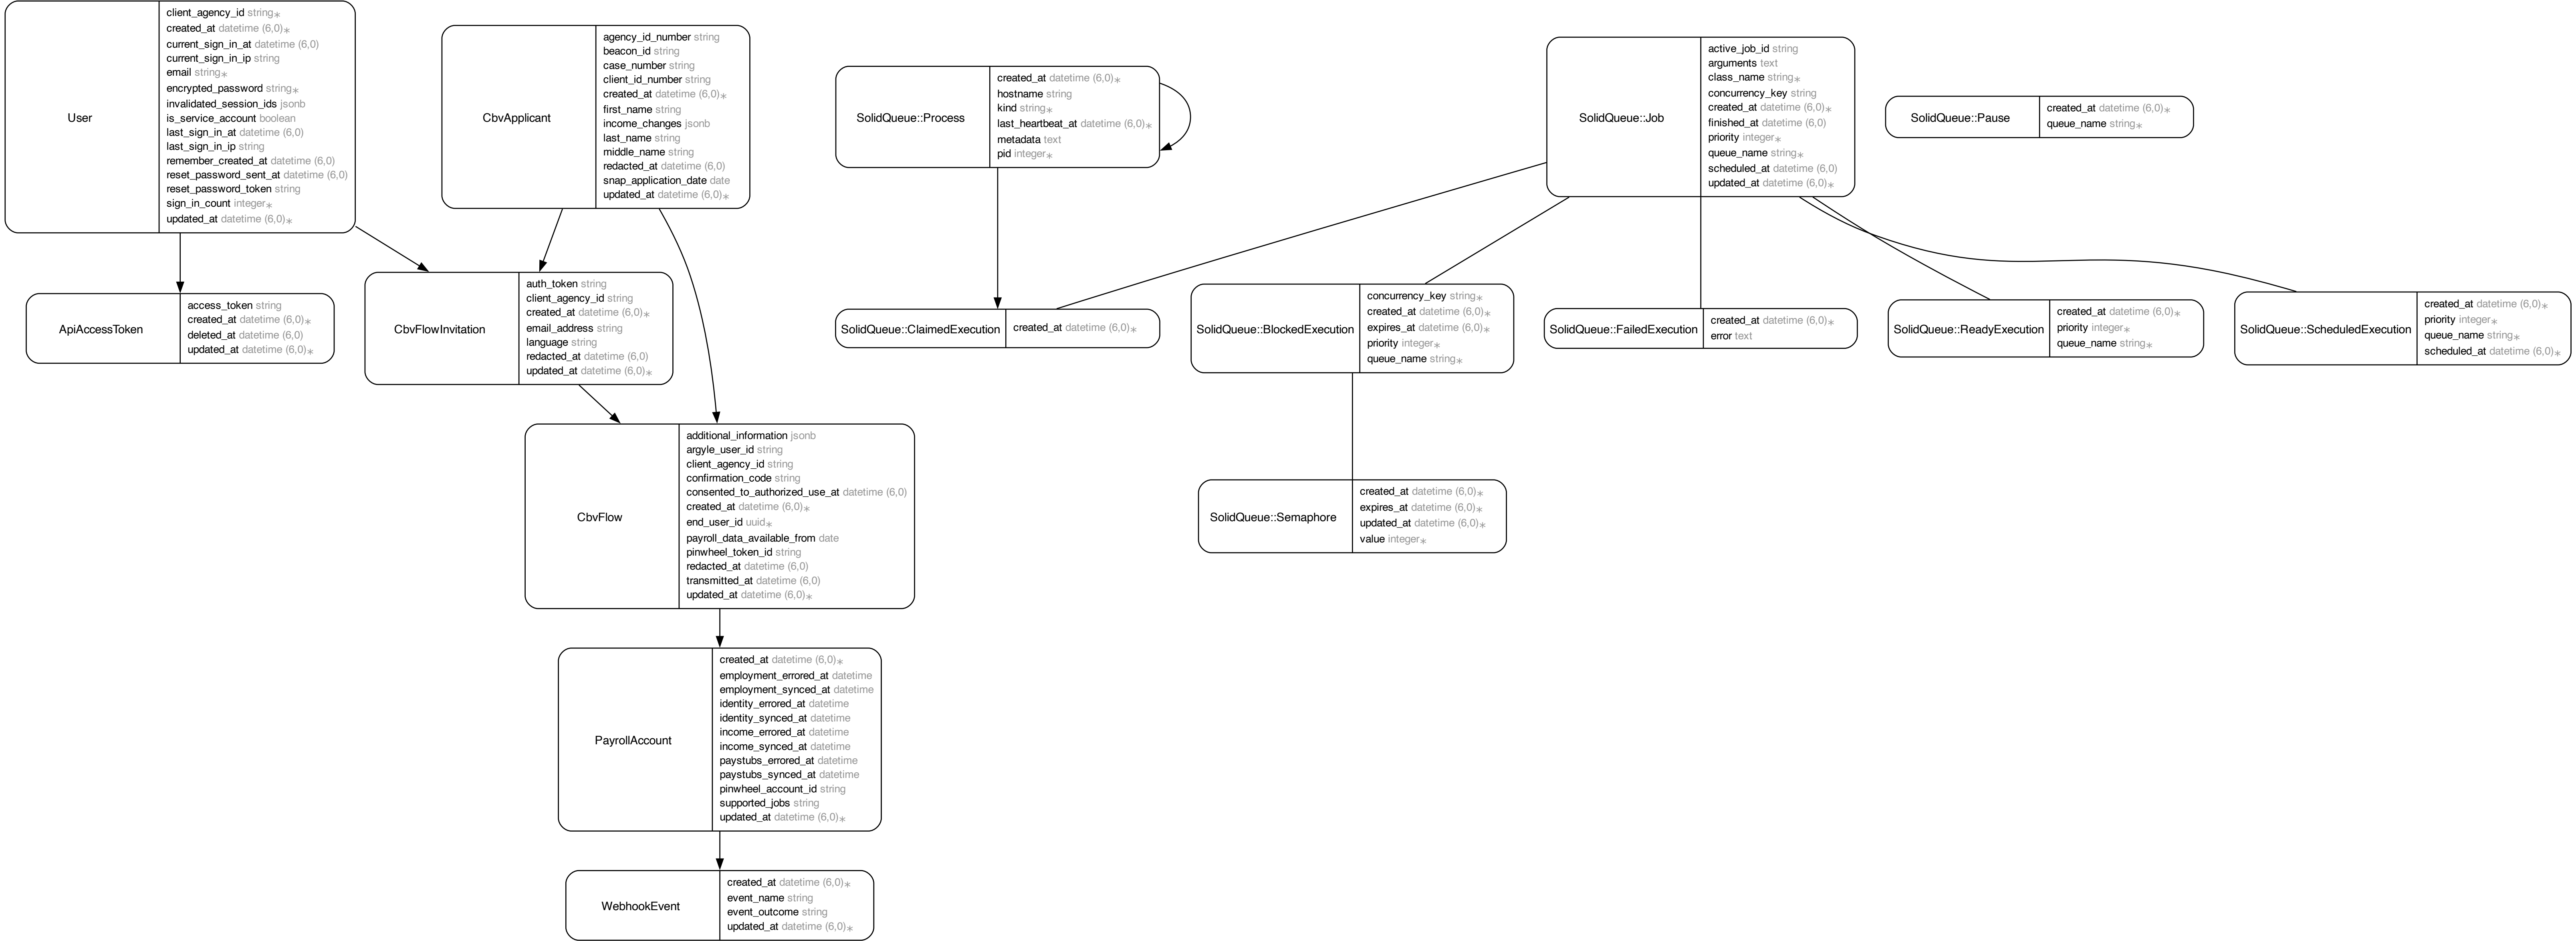 User
client_agency_id string∗
created_at datetime (6,0)∗
current_sign_in_at datetime (6,0)
current_sign_in_ip string
email string∗
encrypted_password string∗
invalidated_session_ids jsonb
is_service_account boolean
last_sign_in_at datetime (6,0)
last_sign_in_ip string
remember_created_at datetime (6,0)
reset_password_sent_at datetime (6,0)
reset_password_token string
sign_in_count integer∗
updated_at datetime (6,0)∗
CbvApplicant
agency_id_number string
beacon_id string
case_number string
client_id_number string
created_at datetime (6,0)∗
first_name string
income_changes jsonb
last_name string
middle_name string
redacted_at datetime (6,0)
snap_application_date date
updated_at datetime (6,0)∗
SolidQueue::Process
created_at datetime (6,0)∗
hostname string
kind string∗
last_heartbeat_at datetime (6,0)∗
metadata text
pid integer∗
SolidQueue::Job
active_job_id string
arguments text
class_name string∗
concurrency_key string
created_at datetime (6,0)∗
finished_at datetime (6,0)
priority integer∗
queue_name string∗
scheduled_at datetime (6,0)
updated_at datetime (6,0)∗
SolidQueue::Pause
created_at datetime (6,0)∗
queue_name string∗
ApiAccessToken
access_token string
created_at datetime (6,0)∗
deleted_at datetime (6,0)
updated_at datetime (6,0)∗
CbvFlowInvitation
auth_token string
client_agency_id string
created_at datetime (6,0)∗
email_address string
language string
redacted_at datetime (6,0)
updated_at datetime (6,0)∗
SolidQueue::ClaimedExecution
created_at datetime (6,0)∗
SolidQueue::BlockedExecution
concurrency_key string∗
created_at datetime (6,0)∗
expires_at datetime (6,0)∗
priority integer∗
queue_name string∗
SolidQueue::FailedExecution
created_at datetime (6,0)∗
error text
SolidQueue::ReadyExecution
created_at datetime (6,0)∗
priority integer∗
queue_name string∗
SolidQueue::ScheduledExecution
created_at datetime (6,0)∗
priority integer∗
queue_name string∗
scheduled_at datetime (6,0)∗
CbvFlow
additional_information jsonb
argyle_user_id string
client_agency_id string
confirmation_code string
consented_to_authorized_use_at datetime (6,0)
created_at datetime (6,0)∗
end_user_id uuid∗
payroll_data_available_from date
pinwheel_token_id string
redacted_at datetime (6,0)
transmitted_at datetime (6,0)
updated_at datetime (6,0)∗
SolidQueue::Semaphore
created_at datetime (6,0)∗
expires_at datetime (6,0)∗
updated_at datetime (6,0)∗
value integer∗
PayrollAccount
created_at datetime (6,0)∗
employment_errored_at datetime
employment_synced_at datetime
identity_errored_at datetime
identity_synced_at datetime
income_errored_at datetime
income_synced_at datetime
paystubs_errored_at datetime
paystubs_synced_at datetime
pinwheel_account_id string
supported_jobs string
updated_at datetime (6,0)∗
WebhookEvent
created_at datetime (6,0)∗
event_name string
event_outcome string
updated_at datetime (6,0)∗